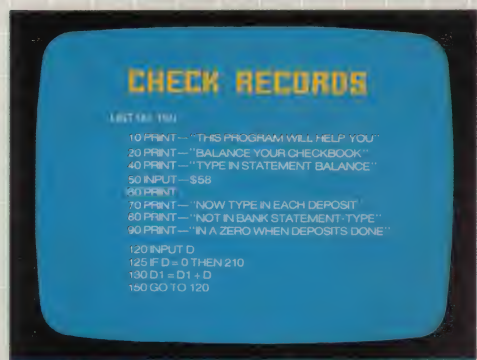 CHECK RECORDS
10 PRINT—"THIS PROGRAM WILL HELP YOU"
20 PRINT—"BALANCE YOUR CHECKBOOK"
40 PRINT—"TYPE IN STATEMENT BALANCE"
50 INPUT—$58
60 PRINT
70 PRINT—"NOW TYPE IN EACH DEPOSIT"
80 PRINT—"NOT IN BANK STATEMENT-TYPE"
90 PRINT—"IN A ZERO WHEN DEPOSITS DONE"
120 INPUT D
125 IF D = 0 THEN 210
130 D1 = D1 + D
150 GO TO 120